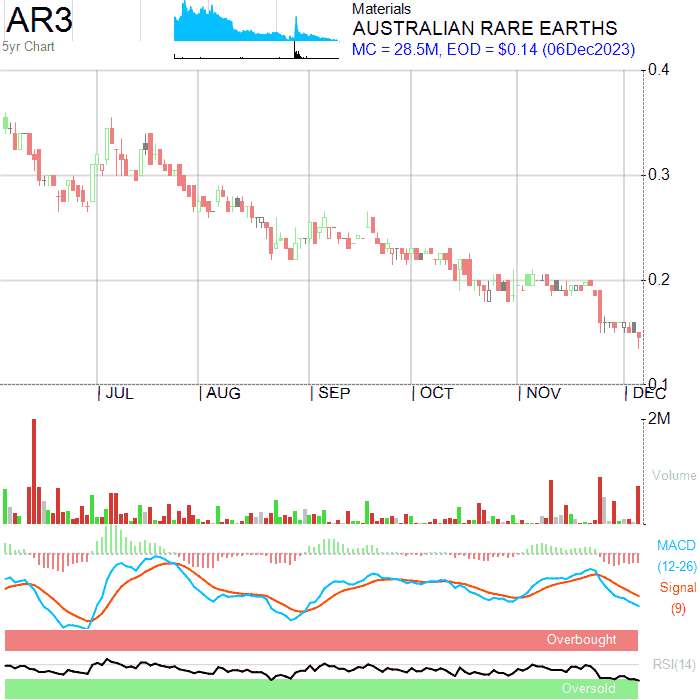 AR3
5yr Chart
Materials
AUSTRALIAN RARE EARTHS
MC = 28.5M, EOD = $0.14 (06Dec2023)
0.4
0.3
0.2
0.1
JUL AUG SEP OCT NOV DEC
2M
Volume
MACD
(12-26)
Signal
(9)
Overbought
RSI(14)
Oversold